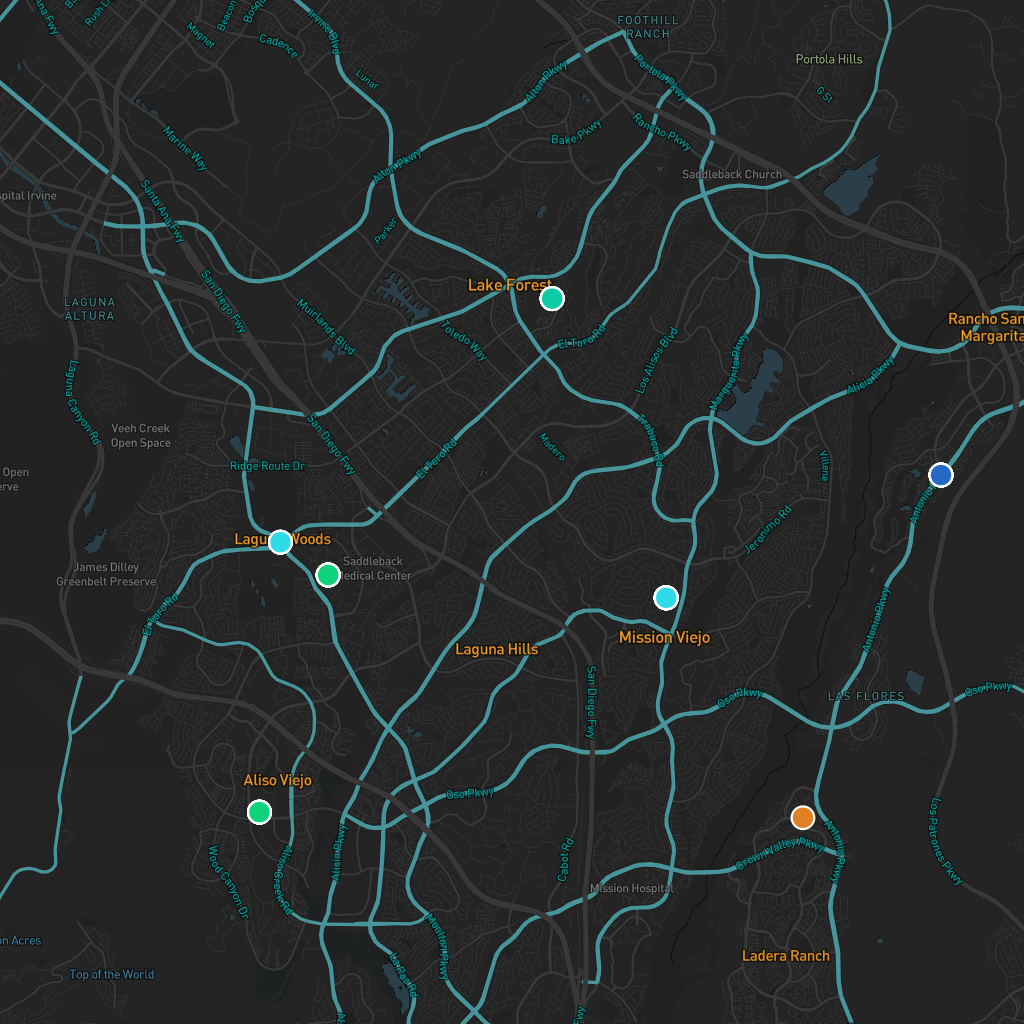 FOOTHILL
RANCH
Portola Hills
Irvine Blvd
Magnet
Cadence
Lunar
Alton Pkwy
Portola Pkwy
G St
Bake Pkwy
Rancho Pkwy
Marine Way
Alton Pkwy
Saddleback Church
spital Irvine
Santa Ana Fwy
Parker
San Diego Fwy
Lake Forest
LAGUNA
ALTURA
Muirlands Blvd
Toledo Way
El Toro Rd
Los Alisos Blvd
Marguerite Pkwy
Rancho San
Margarita
Alicia Pkwy
Laguna Canyon Rd
Veeh Creek
Open Space
San Diego Fwy
Trabuco Rd
Madero
El Toro Rd
Ridge Route Dr
Villena
Open
erve
Antonio
Jeronimo Rd
Laguna Woods
Saddleback
Medical Center
James Dilley
Greenbelt Preserve
El Toro Rd
Antonio Pkwy
Mission Viejo
Laguna Hills
San Diego Fwy
Oso Pkwy
LAS FLORES
Oso Pkwy
Aliso Viejo
Oso Pkwy
Antonio Pkwy
Los Patrones Pkwy
Alicia Pkwy
Cabot Rd
Crown Valley Pkwy
Wood Canyon Dr
Aliso Creek Rd
Mission Hospital
Moulton Pkwy
on Acres
Top of the World
La Paz Rd
Ladera Ranch
Fwy